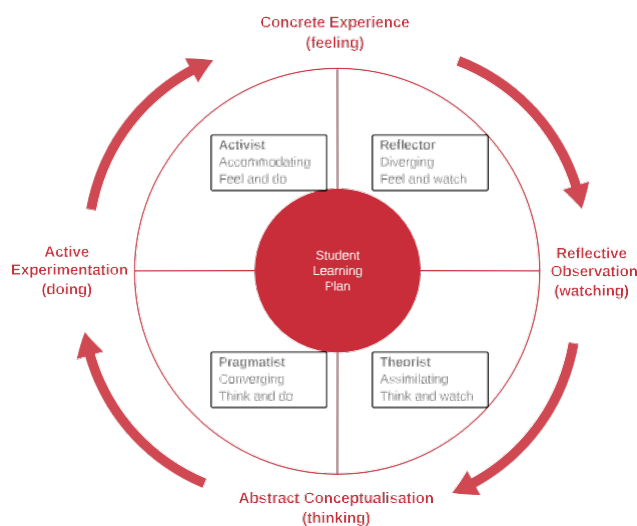 Concrete Experience
(feeling)
Activist
Accommodating
Feel and do
Reflector
Diverging
Feel and watch
Active
Experimentation
(doing)
Student
Learning
Plan
Reflective
Observation
(watching)
Pragmatist
Converging
Think and do
Theorist
Assimilating
Think and watch
Abstract Conceptualisation
(thinking)